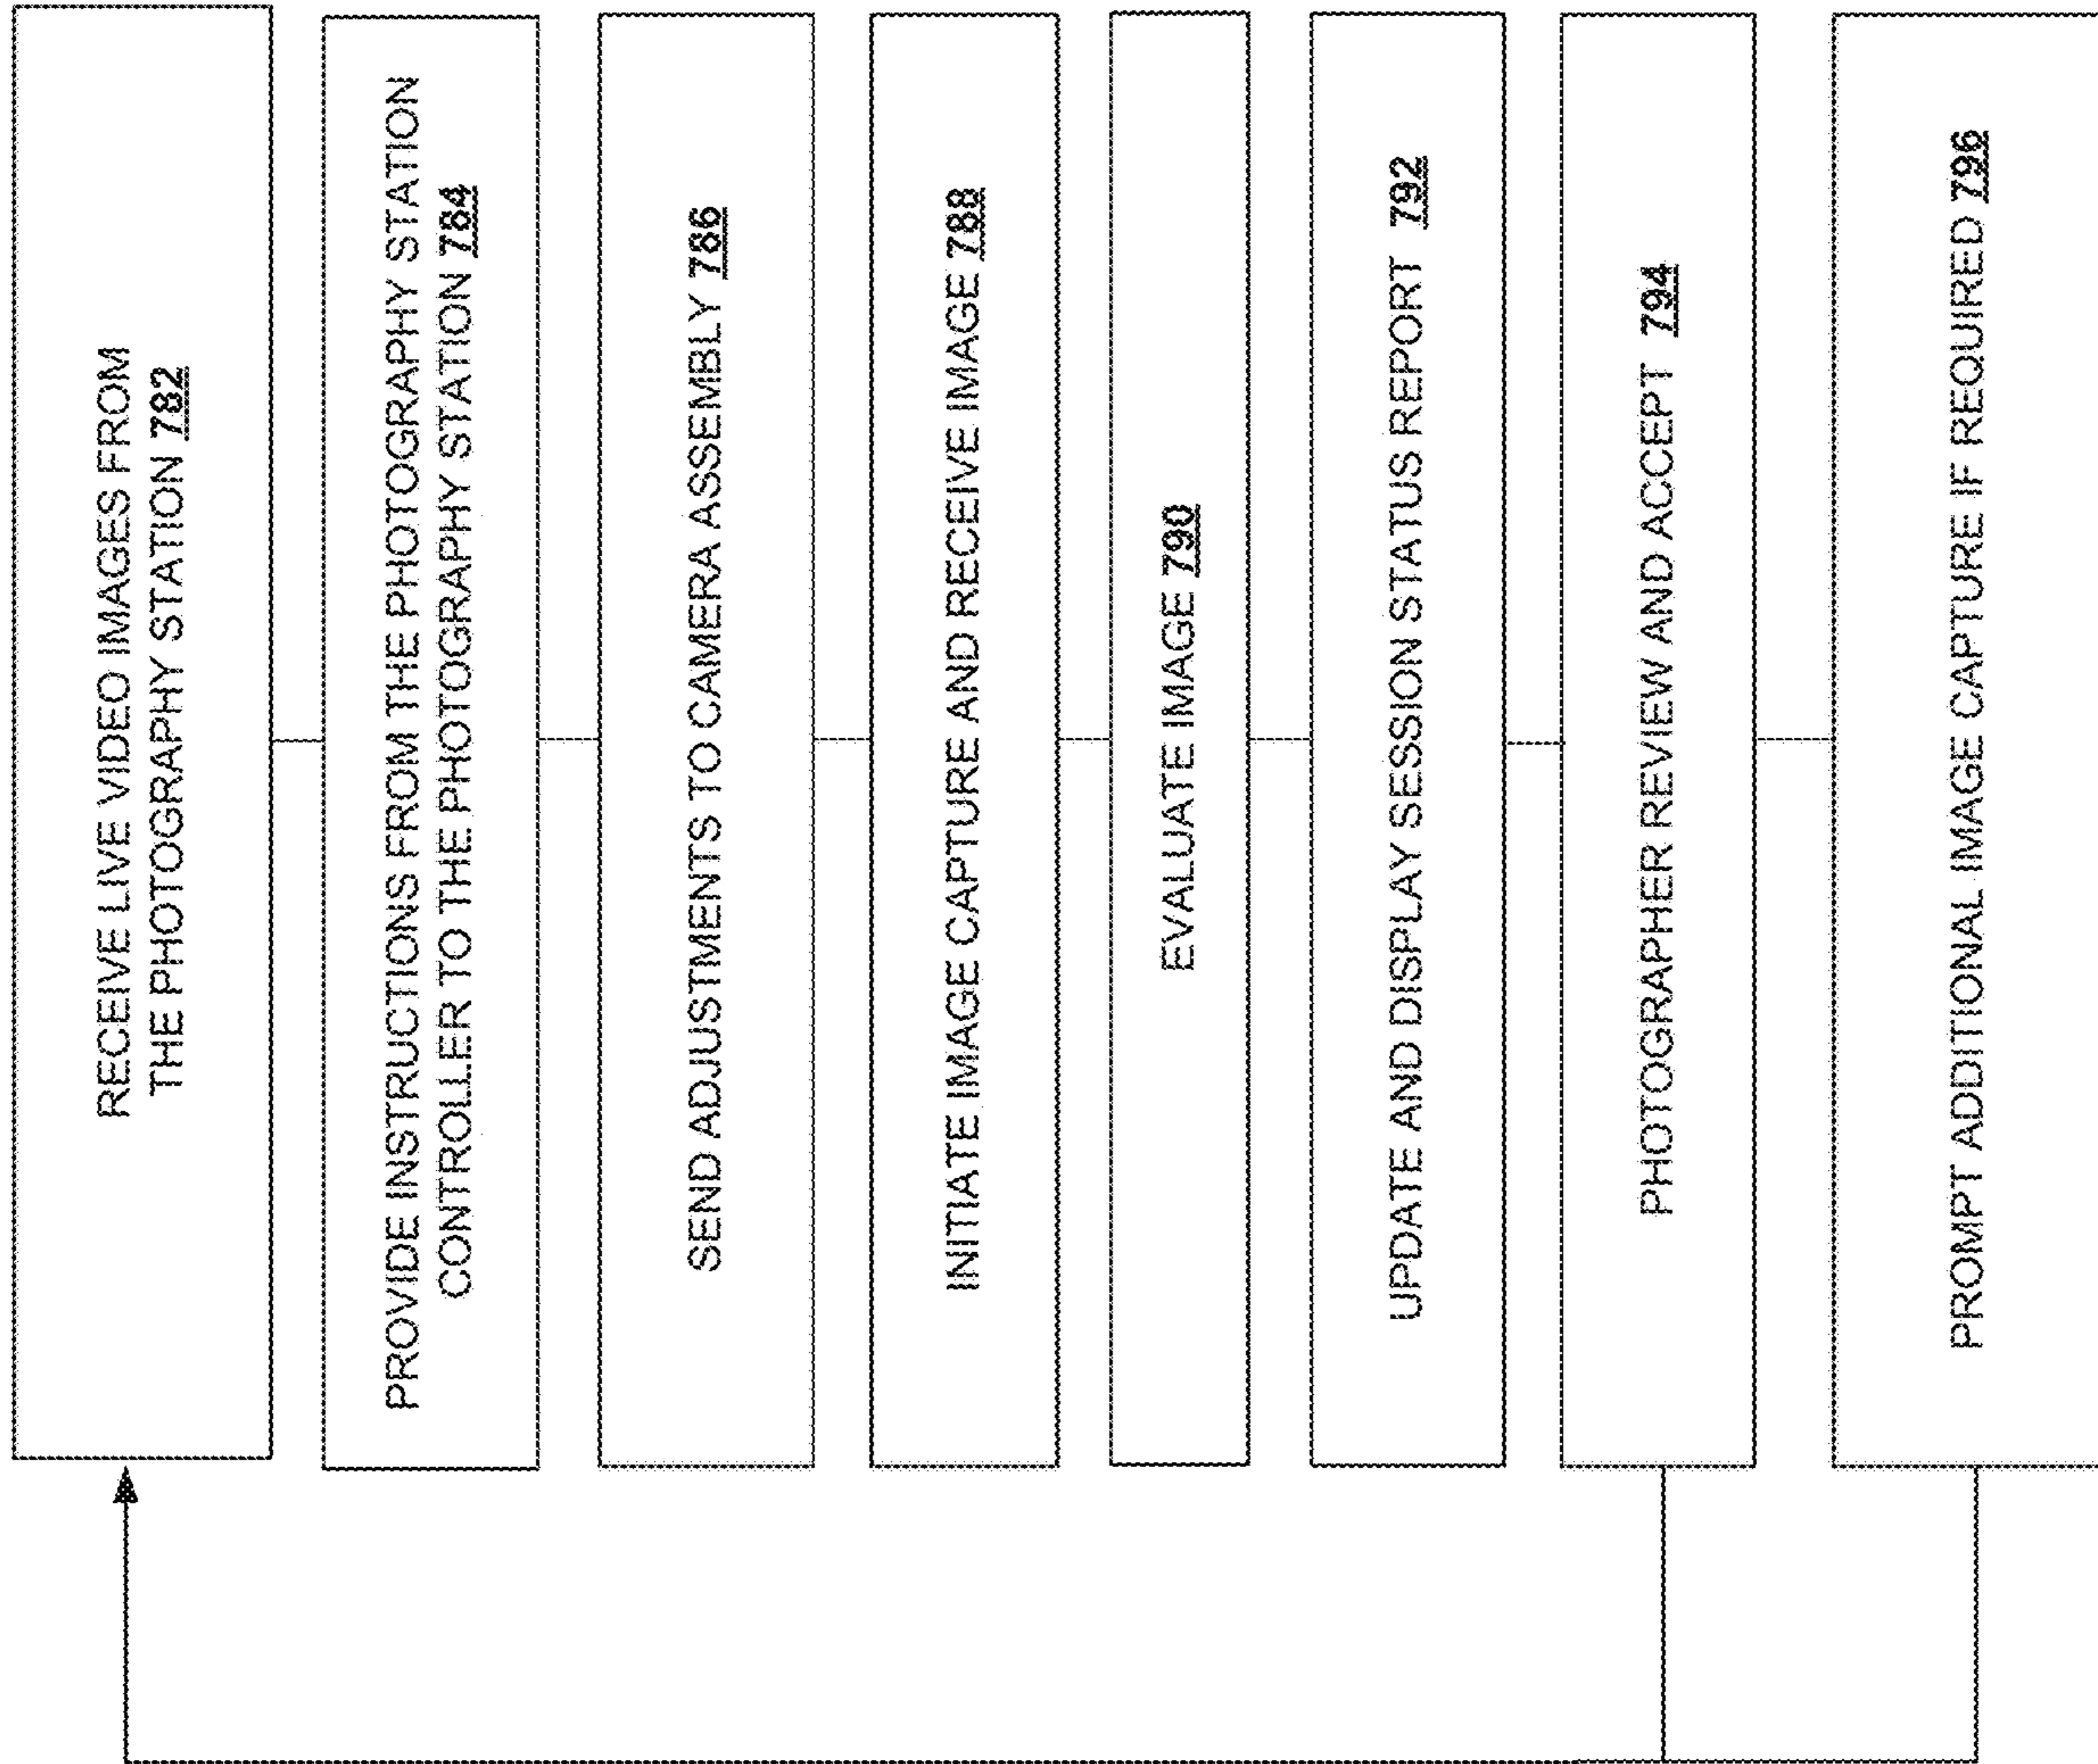 RECEIVE LIVE VIDEO IMAGES FROM
THE PHOTOGRAPHY STATION 782
PROVIDE INSTRUCTIONS FROM THE PHOTOGRAPHY STATION
CONTROLLER TO THE PHOTOGRAPHY STATION 784
SEND ADJUSTMENTS TO CAMERA ASSEMBLY 786
INITIATE IMAGE CAPTURE AND RECEIVE IMAGE 788
EVALUATE IMAGE 790
UPDATE AND DISPLAY SESSION STATUS REPORT 792
PHOTOGRAPHER REVIEW AND ACCEPT 794
PROMPT ADDITIONAL IMAGE CAPTURE IF REQUIRED 796